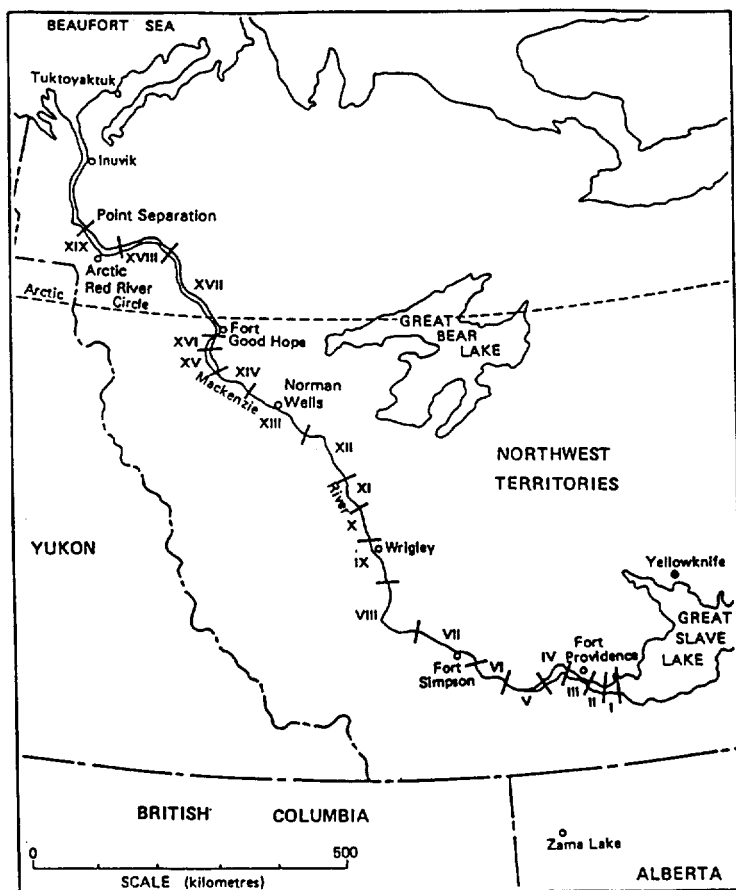 BEAUFORT SEA
Tuktoyaktuk
Inuvik
Point Separation
XIX
XVIII
Arctic
Red River
XVII
Arctic Circle
Fort
Good Hope
GREAT
BEAR
LAKE
XVI
XV
XIV
Mackenzie
Norman
Wells
XIII
XII
NORTHWEST
TERRITORIES
XI
River
X
YUKON
Wrigley
IX
Yellowknife
VIII
VII
GREAT
SLAVE
LAKE
Fort
Providence
IV
Fort
Simpson
VI
V
III
II
I
BRITISH COLUMBIA
Zama Lake
ALBERTA
0 500
SCALE (kilometres)